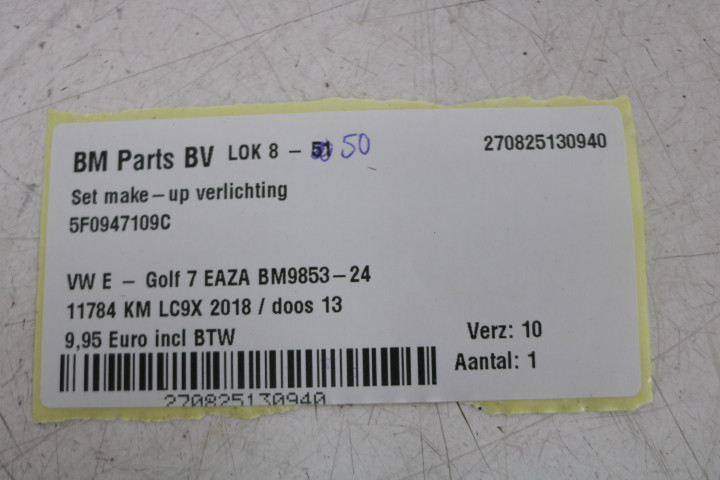 BM Parts BV LOK 8 - 50 270825130940
Set make-up verlichting
5F0947109C
VW E - Golf 7 EAZA BM9853-24
11784 KM LC9X 2018 / doos 13
9,95 Euro incl BTW Verz: 10
Aantal: 1
270825130940